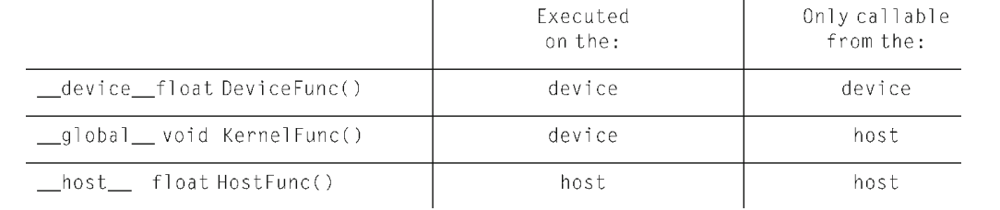 Executed Only callable
on the: from the:
__device__float DeviceFunc() device device
__global__ void KernelFunc() device host
__host__ float HostFunc() host host